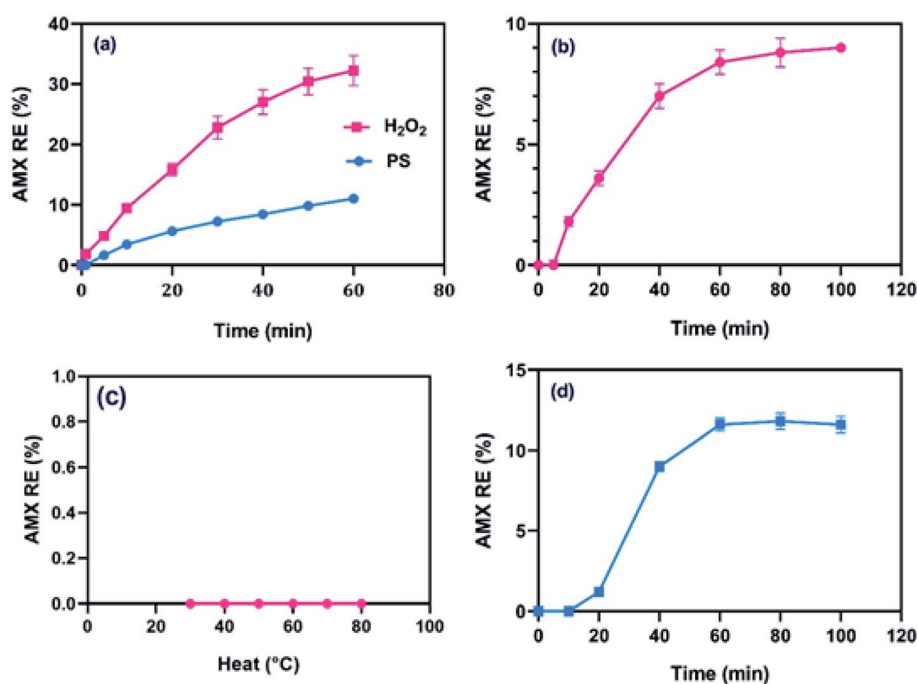 (a)
AMX RE (%)
40
30
20
10
0
H₂O₂
PS
0 20 40 60 80
Time (min)
(b)
AMX RE (%)
10
5
0
0 20 40 60 80 100 120
Time (min)
(c)
AMX RE (%)
1.0
0.8
0.6
0.4
0.2
0.0
0 20 40 60 80 100
Heat (°C)
(d)
AMX RE (%)
15
10
5
0
0 20 40 60 80 100 120
Time (min)